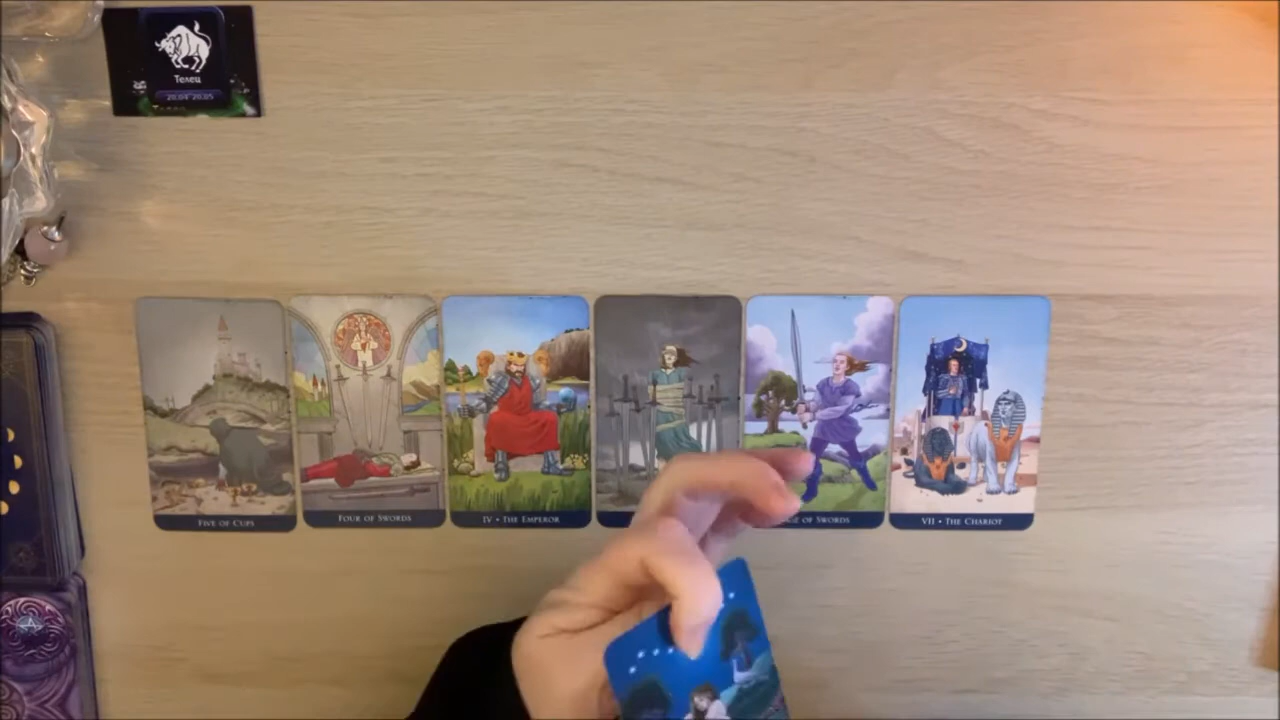 Телец
20.04-20.05
FIVE OF CUPS
FOUR OF SWORDS
IV • THE EMPEROR
OF SWORDS
VII • THE CHARIOT